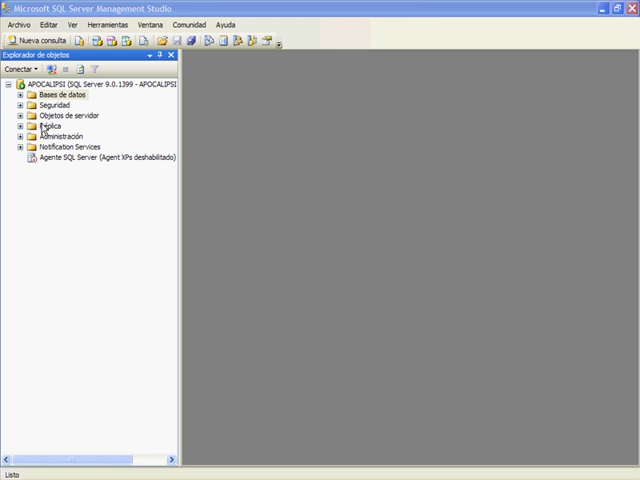 Microsoft SQL Server Management Studio
Archivo Editar Ver Herramientas Ventana Comunidad Ayuda
Nueva consulta
Explorador de objetos
Conectar
APOCALIPSI (SQL Server 9.0.1399 - APOCALIPSI
Bases de datos
Seguridad
Objetos de servidor
Administración
Notification Services
Agente SQL Server (Agent XPs deshabilitado)
Listo